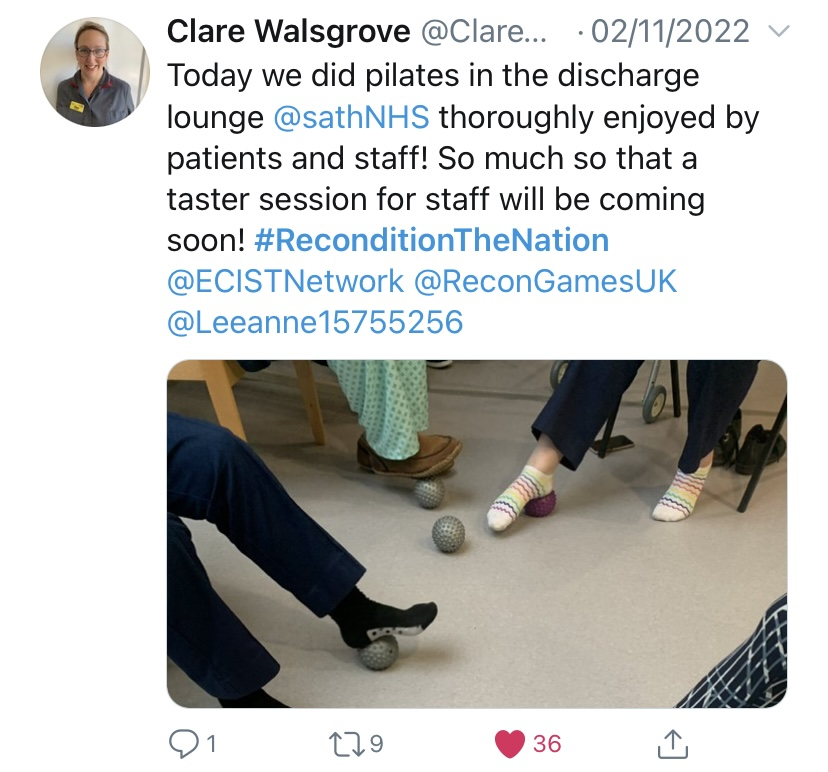 Clare Walsgrove @Clare... · 02/11/2022
Today we did pilates in the discharge
lounge @sathNHS thoroughly enjoyed by
patients and staff! So much so that a
taster session for staff will be coming
soon! #ReconditionTheNation
@ECISTNetwork @ReconGamesUK
@Leeanne15755256
1 9 36